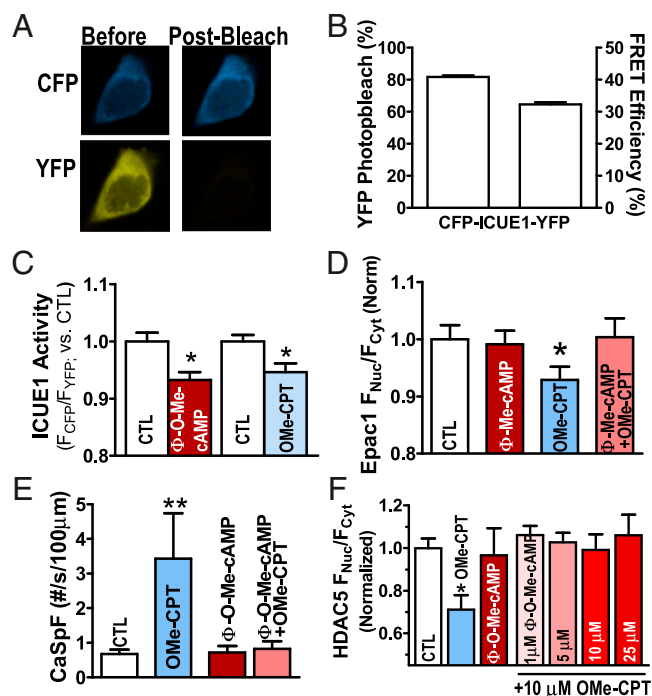 A
Before Post-Bleach
CFP
YFP
B
YFP Photopbleach (%)
100
80
60
40
20
0
FRET Efficiency (%)
50
40
30
20
10
0
CFP-ICUE1-YFP
C
ICUE1 Activity
(FCFP/FYFP; vs. CTL)
1.0
0.9
0.8
CTL
*
Φ-O-Me-
cAMP
CTL
*
OMe-CPT
D
Epac1 FNuc/FCyt (Norm)
1.0
0.9
0.8
CTL
Φ-Me-cAMP
*
OMe-CPT
Φ-Me-cAMP
+OMe-CPT
E
CaSpF (#/s/100μm)
5
4
3
2
1
0
CTL
**
OMe-CPT
Φ-O-Me-cAMP
Φ-O-Me-cAMP
+OMe-CPT
F
HDAC5 FNuc/FCyt
(Normalized)
1.2
1.0
0.8
0.6
CTL
* OMe-CPT
Φ-O-Me-cAMP
1μM Φ-O-Me-cAMP
5 μM
10 μM
25 μM
+10 μM OMe-CPT